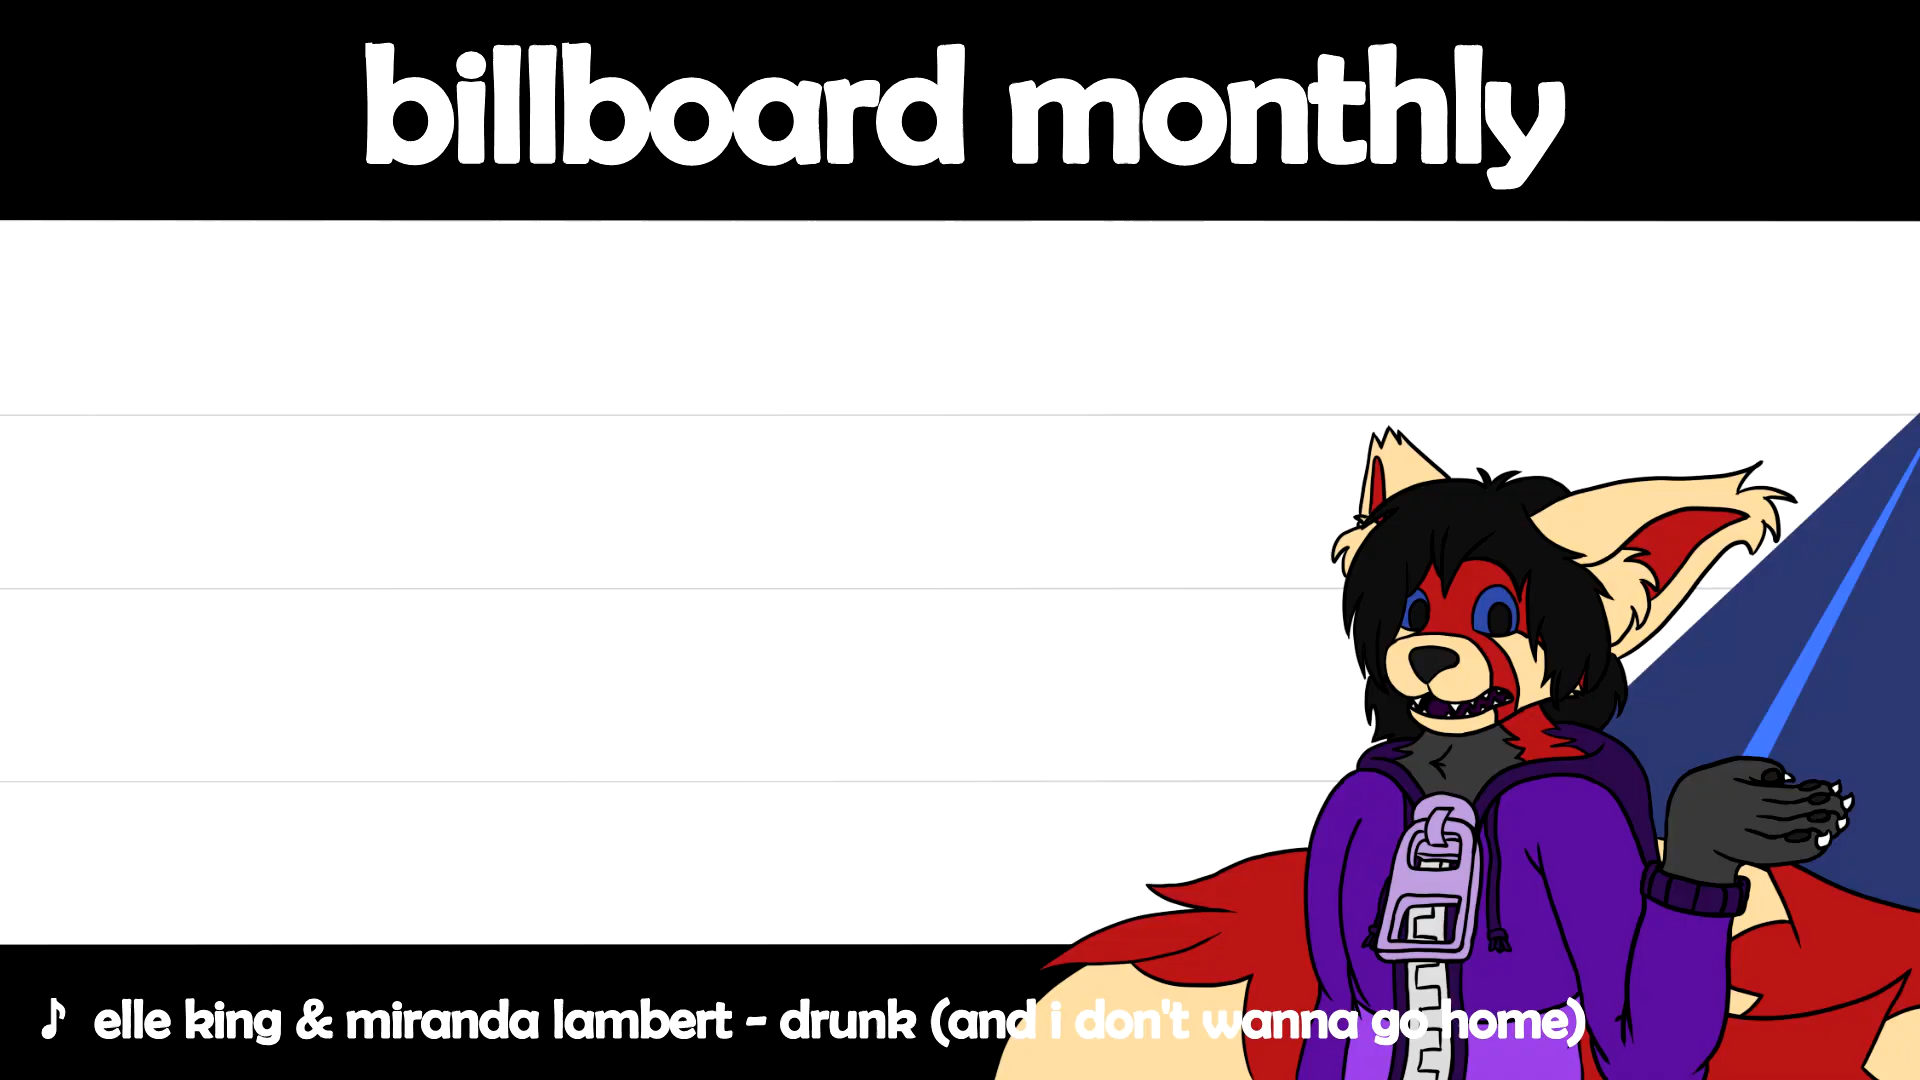 billboard monthly
♪ elle king & miranda lambert - drunk (and i don't wanna go home)